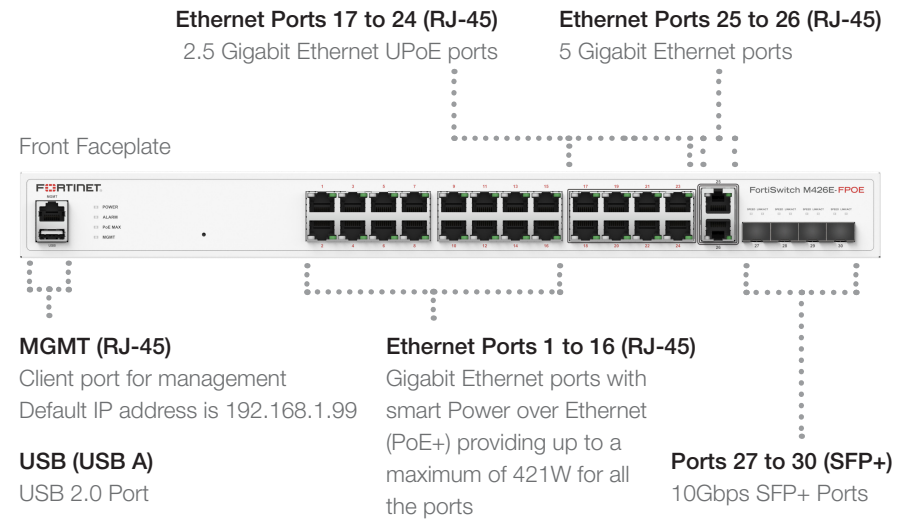 Ethernet Ports 17 to 24 (RJ-45)
2.5 Gigabit Ethernet UPoE ports
Ethernet Ports 25 to 26 (RJ-45)
5 Gigabit Ethernet ports
Front Faceplate
FORTINET
MGMT
POWER
ALARM
PoE MAX
MGMT
USB
1 3 5 7 9 11 13 15 17 19 21 23 25
2 4 6 8 10 12 14 16 18 20 22 24 26
FortiSwitch M426E-FPOE
27 28 29 30
MGMT (RJ-45)
Client port for management
Default IP address is 192.168.1.99
USB (USB A)
USB 2.0 Port
Ethernet Ports 1 to 16 (RJ-45)
Gigabit Ethernet ports with
smart Power over Ethernet
(PoE+) providing up to a
maximum of 421W for all
the ports
Ports 27 to 30 (SFP+)
10Gbps SFP+ Ports